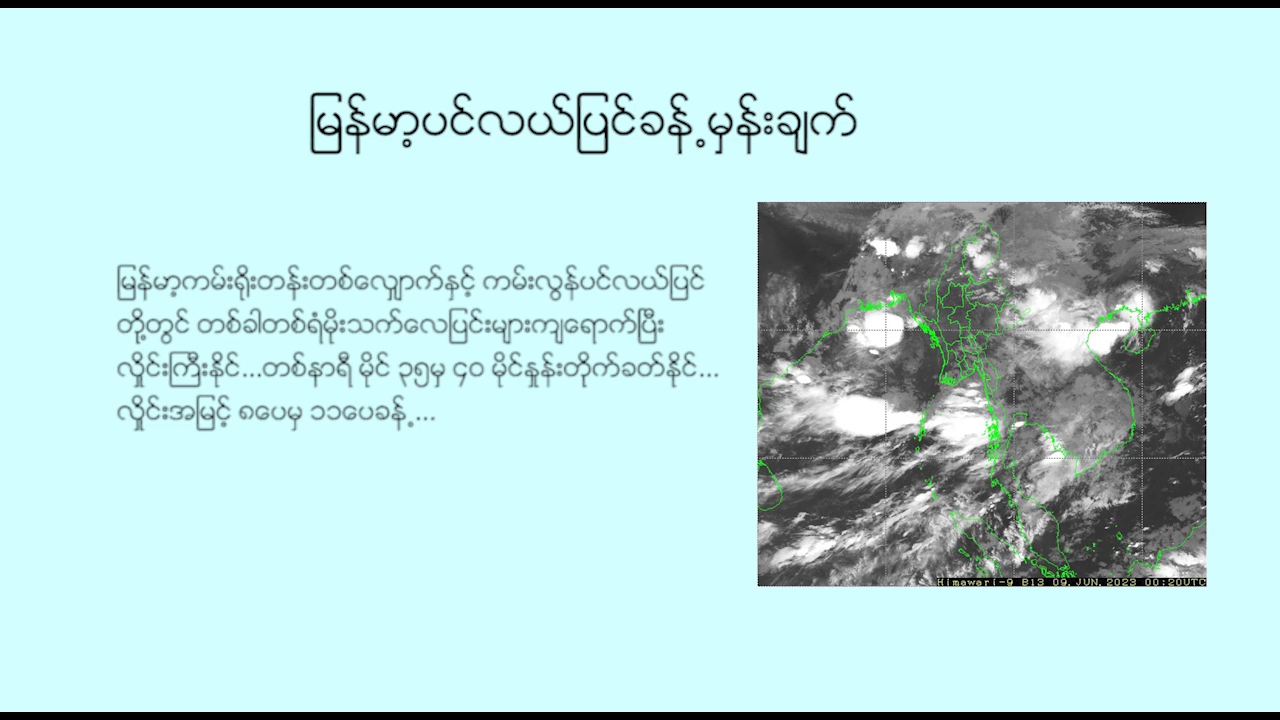 မြန်မာ့ပင်လယ်ပြင်ခန့်မှန်းချက်
မြန်မာ့ကမ်းရိုးတန်းတစ်လျှောက်နှင့် ကမ်းလွန်ပင်လယ်ပြင်
တို့တွင် တစ်ခါတစ်ရံမိုးသက်လေပြင်းများကျရောက်ပြီး
လှိုင်းကြီးနိုင်...တစ်နာရီ မိုင် ၃၅မှ ၄၀ မိုင်နှုန်းတိုက်ခတ်နိုင်...
လှိုင်းအမြင့် ၈ပေမှ ၁၁ပေခန့်...
Himawari-9 B13 09.JUN.2023 00:20UTC